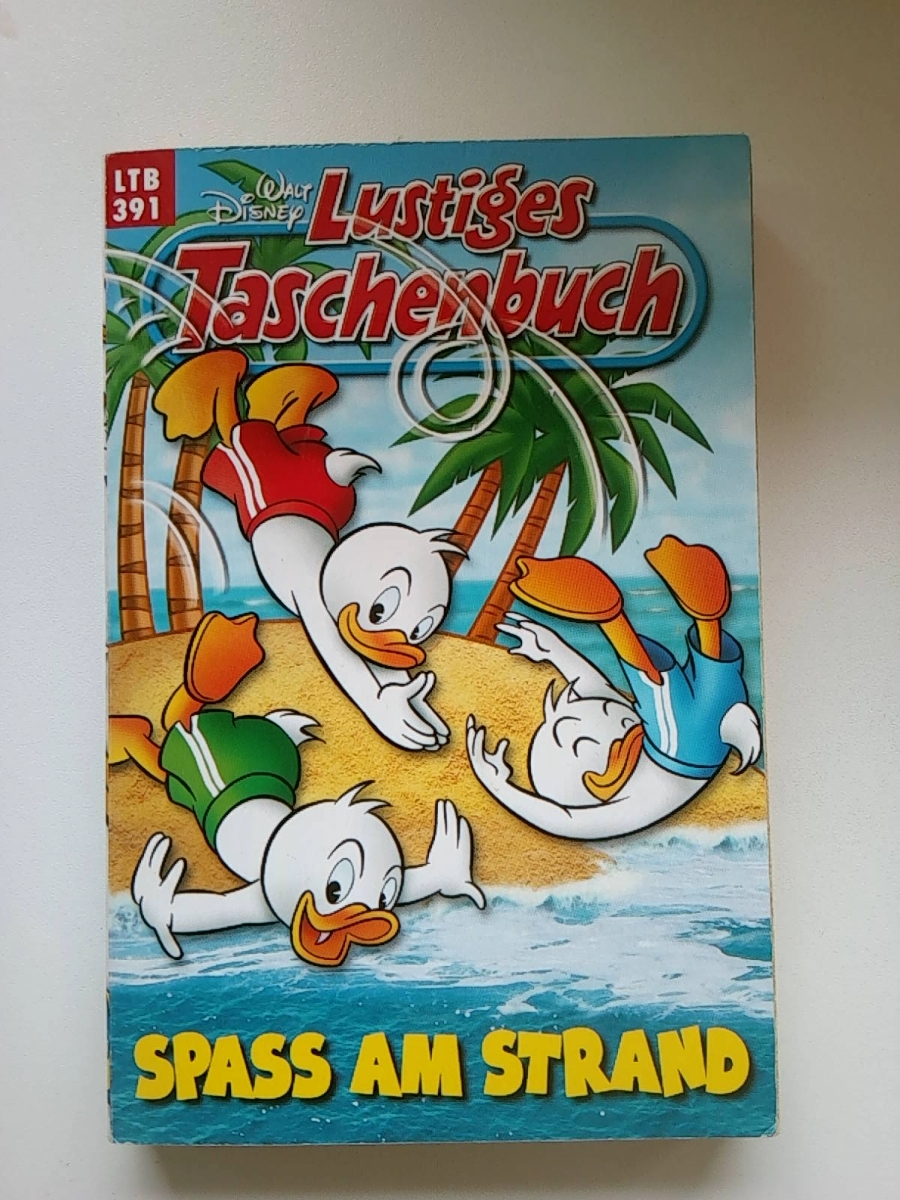 LTB
391
Walt
Disney
Lustiges
Taschenbuch
SPASS AM STRAND